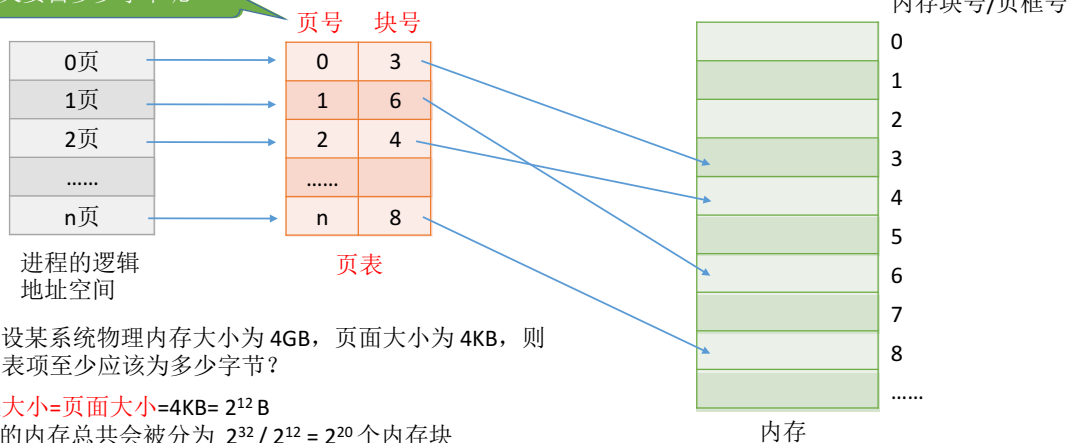 内存块号/页框号
页号 块号
0页 0 3
1页 1 6
2页 2 4
…… ……
n页 n 8
0
1
2
3
4
5
6
7
8
……
进程的逻辑
地址空间
页表
内存
设某系统物理内存大小为 4GB，页面大小为 4KB，则
表项至少应该为多少字节？
大小=页面大小=4KB= 2¹² B
的内存总共会被分为 2³² / 2¹² = 2²⁰ 个内存块